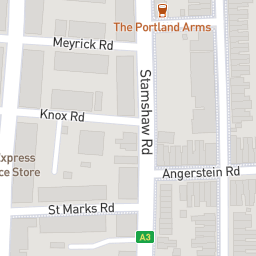 The Portland Arms
Meyrick Rd
Stamshaw Rd
Knox Rd
Express
ce Store
Angerstein Rd
St Marks Rd
A3